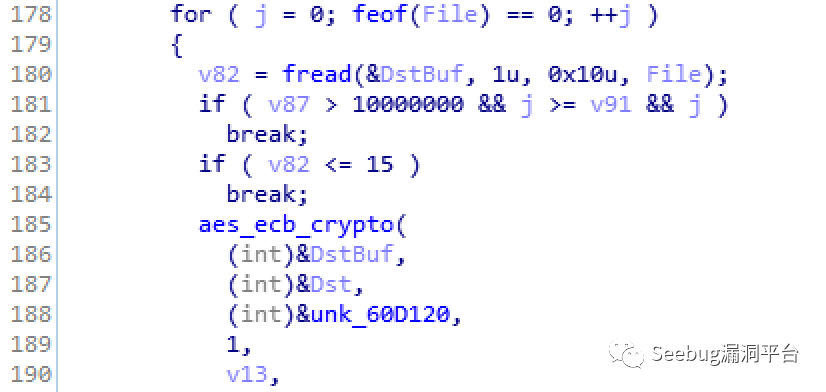 178 for ( j = 0; feof(File) == 0; ++j )
179 {
180 v82 = fread(&DstBuf, 1u, 0x10u, File);
181 if ( v87 > 10000000 && j >= v91 && j )
182 break;
183 if ( v82 <= 15 )
184 break;
185 aes_ecb_crypto(
186 (int)&DstBuf,
187 (int)&Dst,
188 (int)&unk_60D120,
189 1,
190 v13,
Seebug漏洞平台